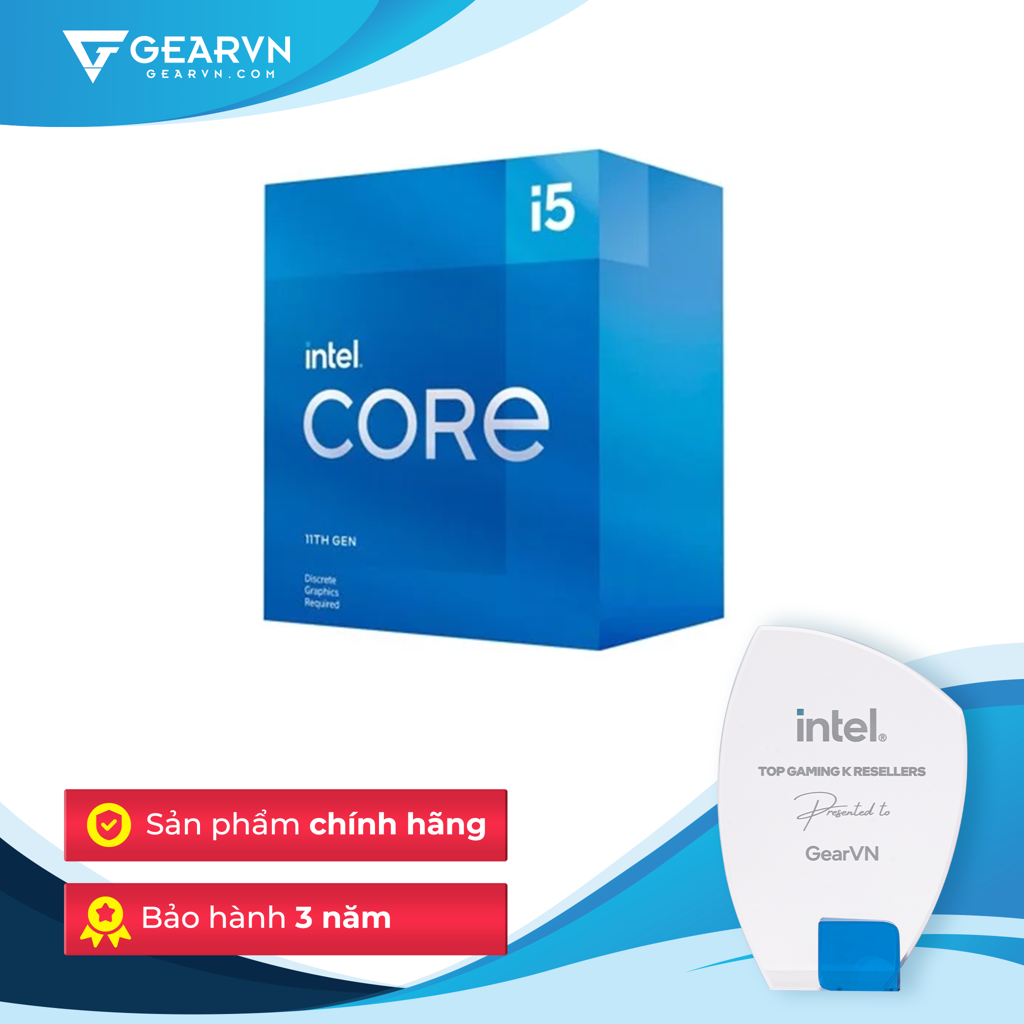 GEARVN
GEARVN.COM
i5
intel.
CORe
11TH GEN
Discrete
Graphics
Required
intel®
TOP GAMING K RESELLERS
Presented to
GearVN
Sản phẩm chính hãng
Bảo hành 3 năm